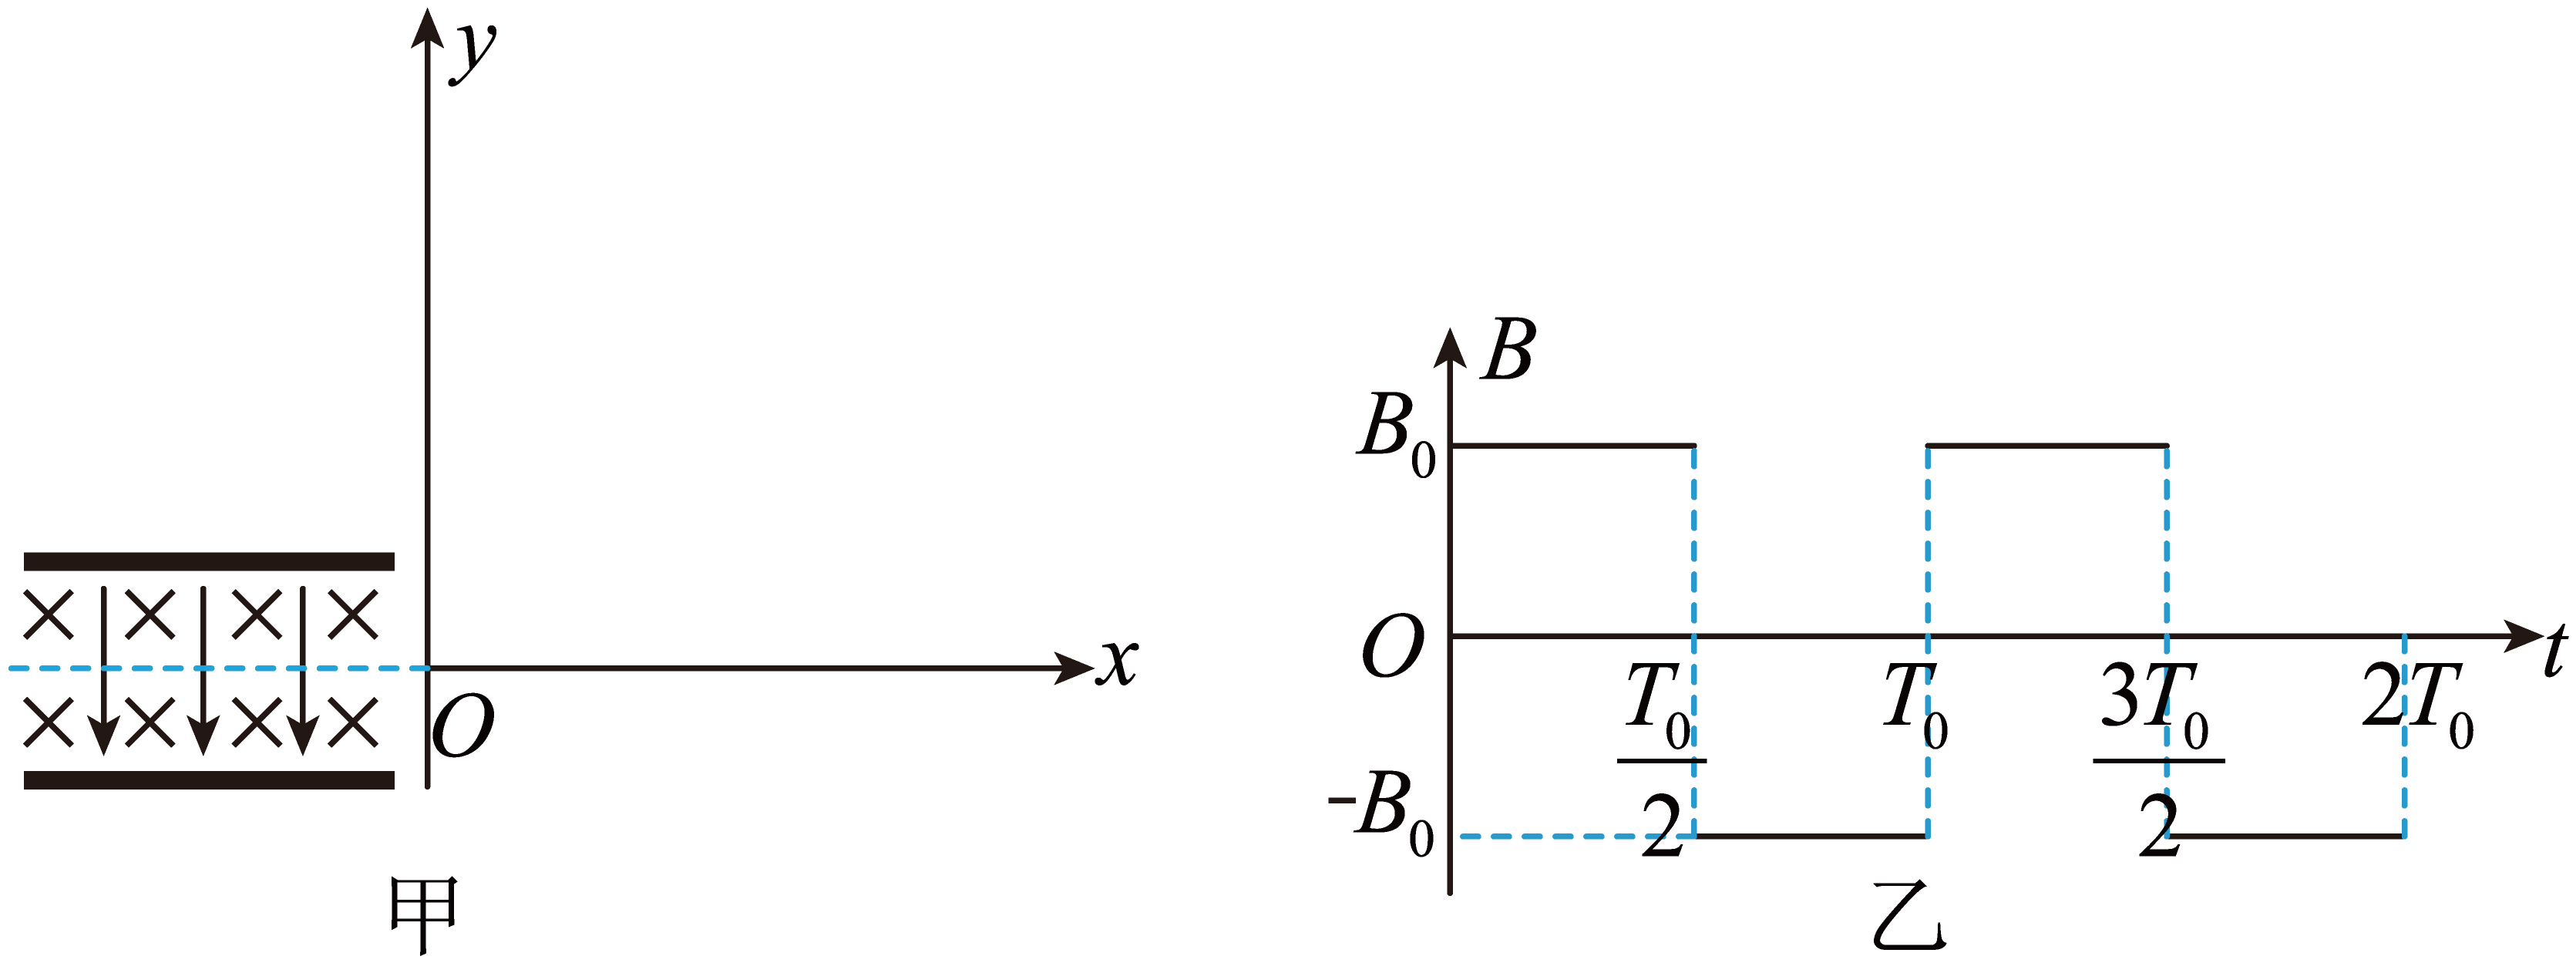 y
x
O
甲
B
B₀
O
t
T₀/2
T₀
3T₀/2
2T₀
-B₀
乙